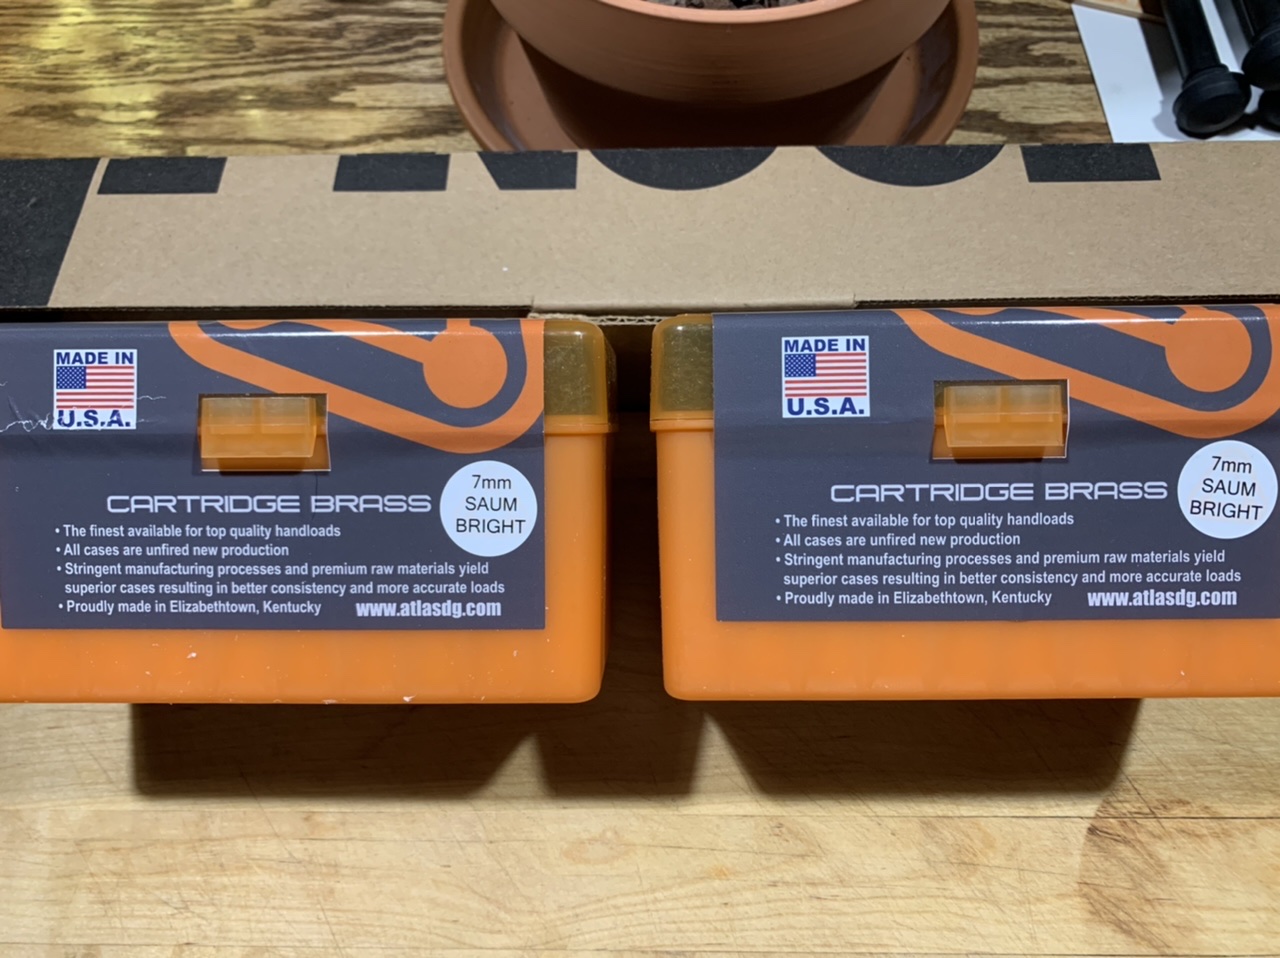 MADE IN
U.S.A.
CARTRIDGE BRASS
7mm
SAUM
BRIGHT
• The finest available for top quality handloads
• All cases are unfired new production
• Stringent manufacturing processes and premium raw materials yield
superior cases resulting in better consistency and more accurate loads
• Proudly made in Elizabethtown, Kentucky
www.atlasdg.com
MADE IN
U.S.A.
CARTRIDGE BRASS
7mm
SAUM
BRIGHT
• The finest available for top quality handloads
• All cases are unfired new production
• Stringent manufacturing processes and premium raw materials yield
superior cases resulting in better consistency and more accurate loads
• Proudly made in Elizabethtown, Kentucky
www.atlasdg.com